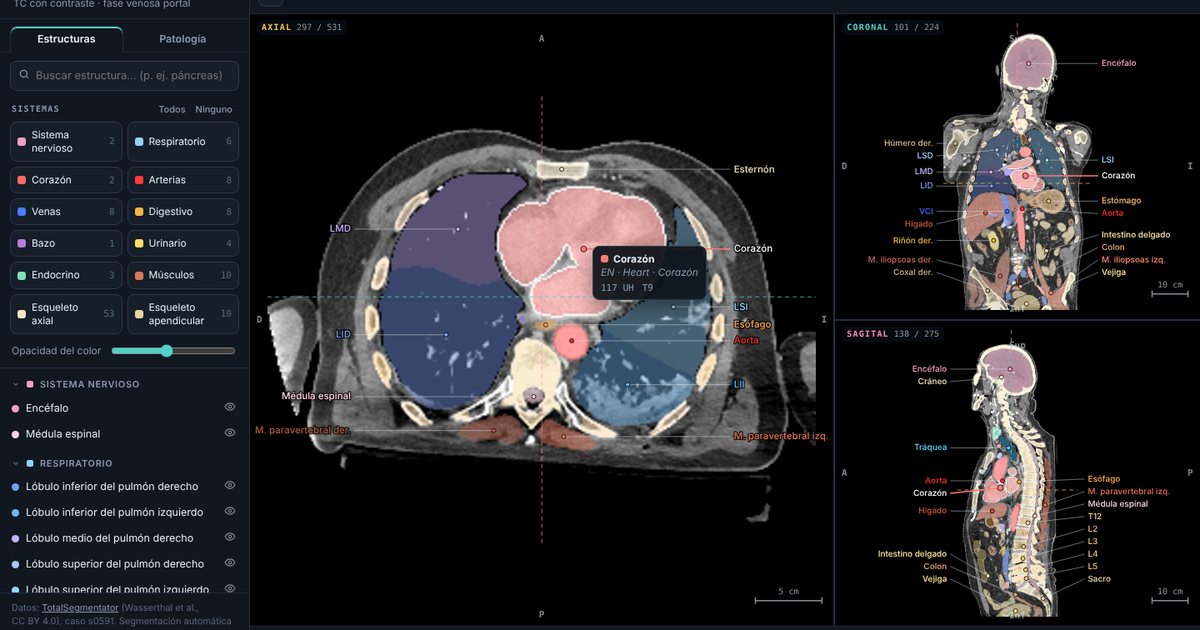 TC con contraste · fase venosa portal
Estructuras
Patología
Buscar estructura... (p. ej. páncreas)
SISTEMAS
Todos
Ninguno
Sistema nervioso 2
Respiratorio 6
Corazón 2
Arterias 8
Venas 8
Digestivo 8
Bazo 1
Urinario 4
Endocrino 3
Músculos 10
Esqueleto axial 53
Esqueleto apendicular 10
Opacidad del color
SISTEMA NERVIOSO
Encéfalo
Médula espinal
RESPIRATORIO
Lóbulo inferior del pulmón derecho
Lóbulo inferior del pulmón izquierdo
Lóbulo medio del pulmón derecho
Lóbulo superior del pulmón derecho
Lóbulo superior del pulmón izquierdo
Datos: TotalSegmentator (Wasserthal et al.,
CC BY 4.0), caso s0591. Segmentación automática
AXIAL 297 / 531
A
D
I
P
Esternón
LMD
Corazón
Corazón
EN · Heart · Corazón
117 UH T9
LSI
Esófago
Aorta
LID
LII
Médula espinal
M. paravertebral der.
M. paravertebral izq.
5 cm
CORONAL 101 / 224
D
I
Encéfalo
Húmero der.
LSD
LMD
LID
VCI
Hígado
Riñón der.
M. iliopsoas der.
Coxal der.
LSI
Corazón
Estómago
Aorta
Intestino delgado
Colon
M. iliopsoas izq.
Vejiga
10 cm
SAGITAL 138 / 275
Sup
A
P
Encéfalo
Cráneo
Tráquea
Aorta
Corazón
Hígado
Intestino delgado
Colon
Vejiga
Esófago
M. paravertebral izq.
Médula espinal
T12
L2
L3
L4
L5
Sacro
10 cm